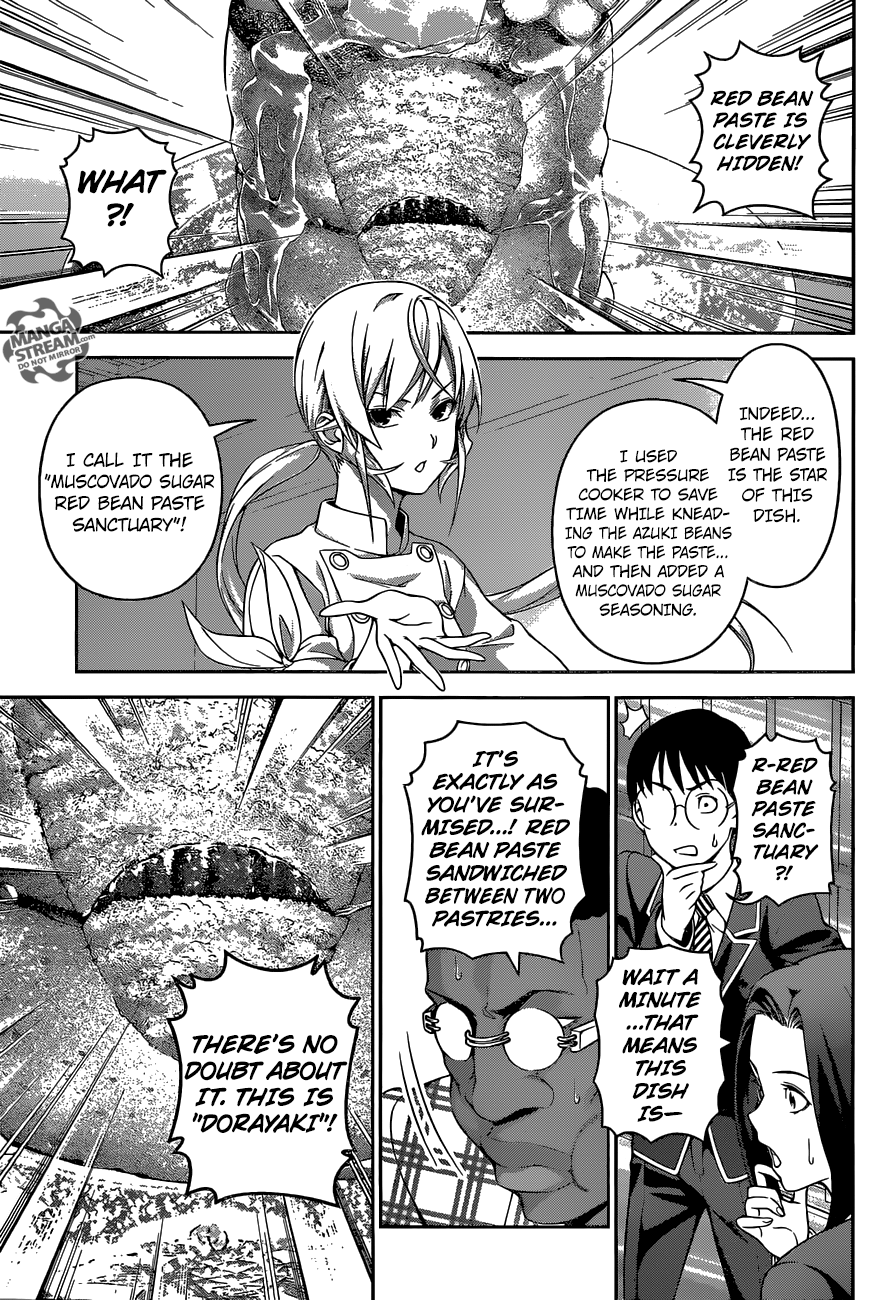 RED BEAN
PASTE IS
CLEVERLY
HIDDEN!
WHAT
?!
MANGA
STREAM.com
DO NOT MIRROR
INDEED...
THE RED
BEAN PASTE
IS THE STAR
OF THIS
DISH.
I USED
THE PRESSURE
COOKER TO SAVE
TIME WHILE KNEAD-
ING THE AZUKI BEANS
TO MAKE THE PASTE...
AND THEN ADDED A
MUSCOVADO SUGAR
SEASONING.
I CALL IT THE
"MUSCOVADO SUGAR
RED BEAN PASTE
SANCTUARY"!
R-RED
BEAN
PASTE
SANC-
TUARY
?!
WAIT A
MINUTE
...THAT
MEANS
THIS
DISH
IS—
IT'S
EXACTLY AS
YOU'VE SUR-
MISED...! RED
BEAN PASTE
SANDWICHED
BETWEEN TWO
PASTRIES...
THERE'S NO
DOUBT ABOUT
IT. THIS IS
"DORAYAKI"!